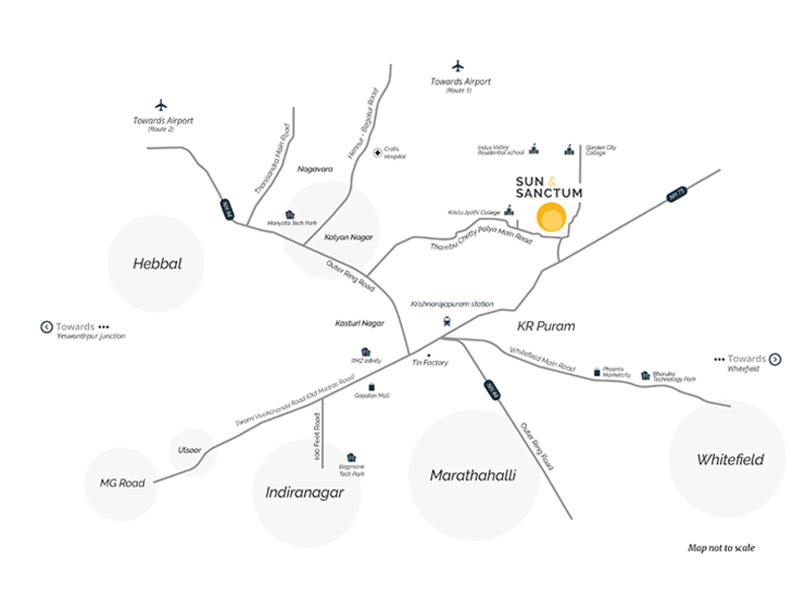 Towards Airport
(Route 1)
Towards Airport
(Route 2)
Thanisandra Main Road
Hennur - Bagalur Road
Cratis
Hospital
Indus Valley
Residential school
Garden City
College
Nagavara
SUN &
SANCTUM
NH 75
NH 44
Manyata Tech Park
Kristu Jyothi College
Kalyan Nagar
Thambu Chetty Palya Main Road
Hebbal
Outer Ring Road
Krishnarajapuram station
Kasturi Nagar
KR Puram
Towards
Yeswanthpur junction
RMZ Infinity
Tin Factory
Whitefield Main Road
Phoenix
Marketcity
Bhoruka
Technology Park
Towards
Whitefield
Swami Vivekananda Road (Old Madras Road)
Gopalan Mall
NH 44
100 Feet Road
Outer Ring Road
Ulsoor
Bagmane
Tech Park
MG Road
Indiranagar
Marathahalli
Whitefield
Map not to scale